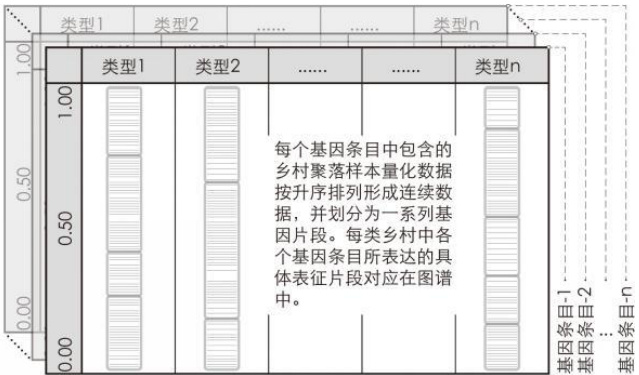 类型1 类型2 ...... ...... 类型n
1.00
0.50
0.00
类型1 类型2 ...... ...... 类型n
1.00
0.50
0.00
每个基因条目中包含的
乡村聚落样本量化数据
按升序排列形成连续数
据，并划分为一系列基
因片段。每类乡村中各
个基因条目所表达的具
体表征片段对应在图谱
中。
基因条目-1
基因条目-2
...
基因条目-n